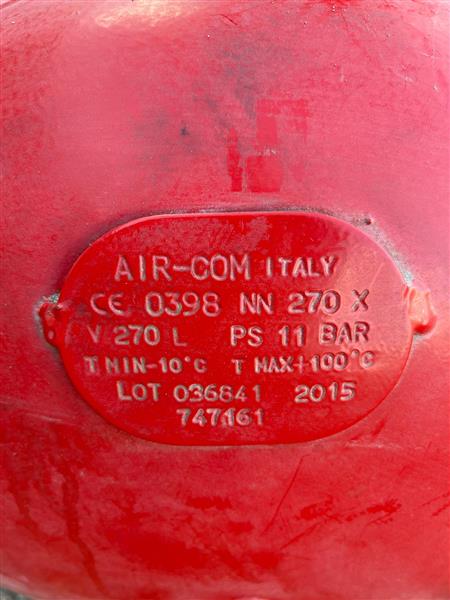 AIR-COM ITALY
CE 0398 NN 270 X
V 270 L PS 11 BAR
T MIN-10°C T MAX+100°C
LOT 036841 2015
747161